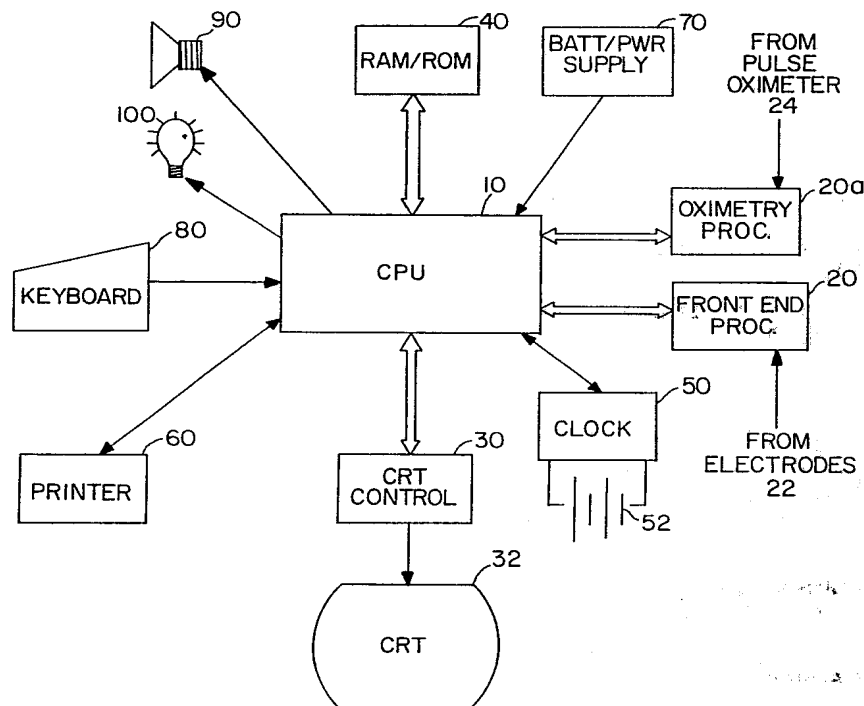 90
40
RAM/ROM
BATT/PWR
SUPPLY
70
FROM
PULSE
OXIMETER
24
100
10
CPU
20a
OXIMETRY
PROC.
80
KEYBOARD
20
FRONT END
PROC.
50
CLOCK
52
FROM
ELECTRODES
22
60
PRINTER
30
CRT
CONTROL
32
CRT